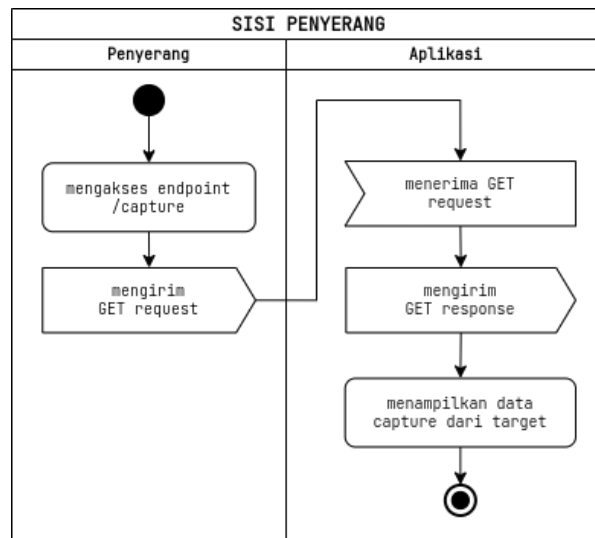 SISI PENYERANG
Penyerang
Aplikasi
mengakses endpoint
/capture
mengirim
GET request
menerima GET
request
mengirim
GET response
menampilkan data
capture dari target